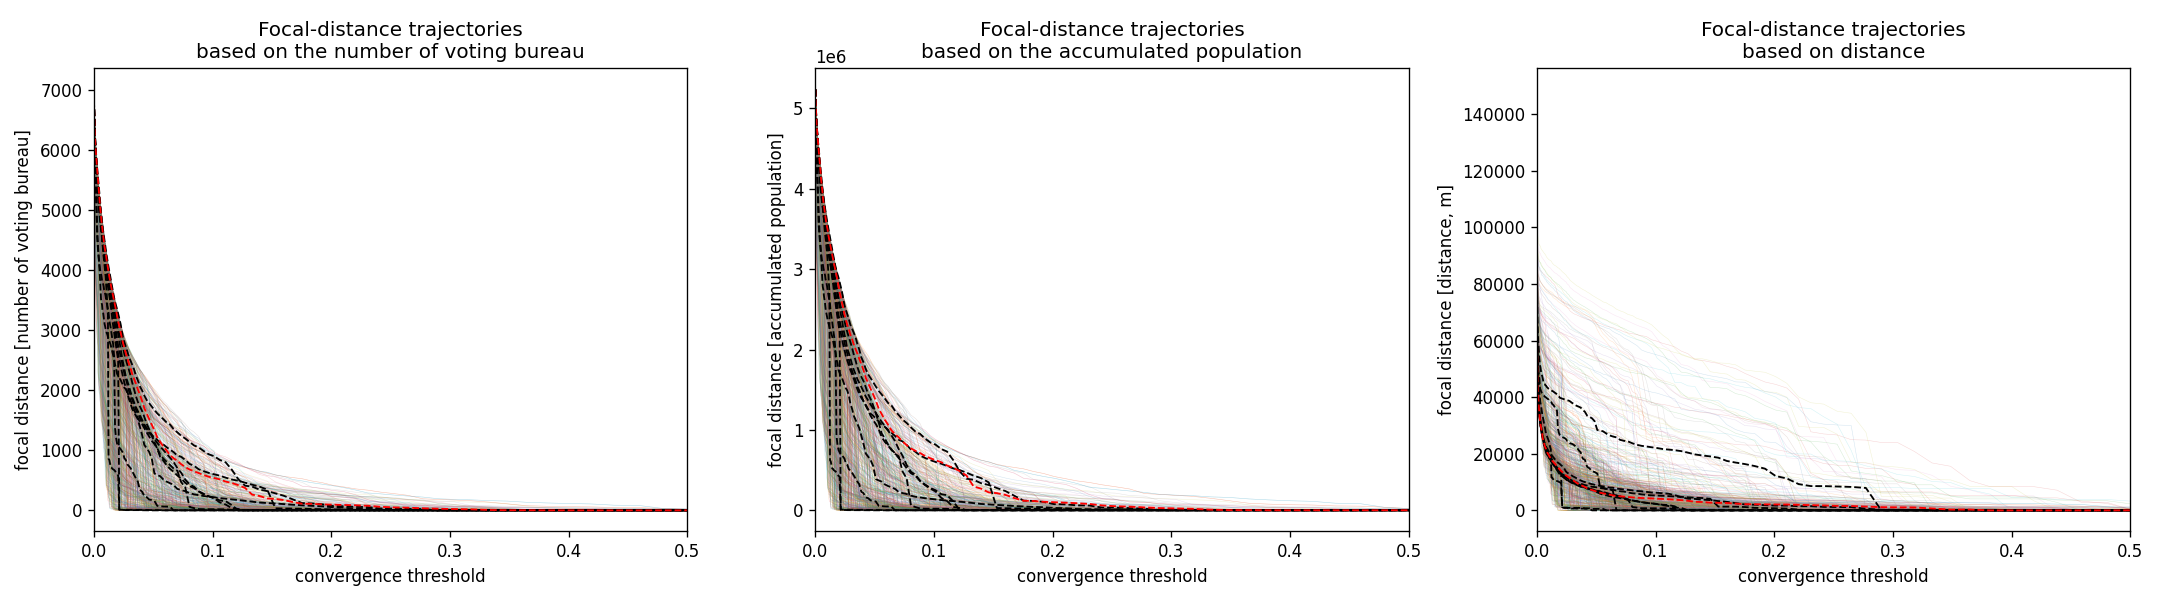 Focal-distance trajectories
based on the number of voting bureau
focal distance [number of voting bureau]
7000
6000
5000
4000
3000
2000
1000
0
0.0 0.1 0.2 0.3 0.4 0.5
convergence threshold
Focal-distance trajectories
based on the accumulated population
1e6
focal distance [accumulated population]
5
4
3
2
1
0
0.0 0.1 0.2 0.3 0.4 0.5
convergence threshold
Focal-distance trajectories
based on distance
focal distance [distance, m]
140000
120000
100000
80000
60000
40000
20000
0
0.0 0.1 0.2 0.3 0.4 0.5
convergence threshold